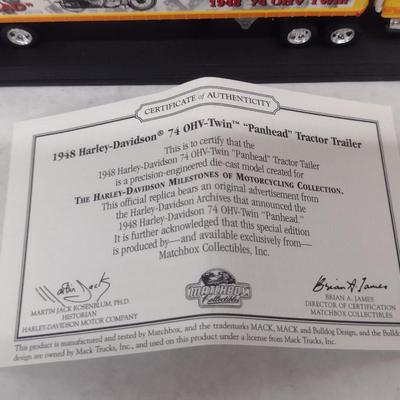 1948 '74 OHV Twin
CERTIFICATE of AUTHENTICITY
1948 Harley-Davidson® 74 OHV-Twin™ “Panhead” Tractor Trailer
This is to certify that the
1948 Harley-Davidson 74 OHV-Twin “Panhead” Tractor Tailer
is a precision-engineered die-cast model created for
THE HARLEY-DAVIDSON MILESTONES OF MOTORCYCLING COLLECTION.
This official replica bears an original advertisement from
the Harley-Davidson Archives that announced the
1948 Harley-Davidson 74 OHV-Twin “Panhead.”
It is further acknowledged that this special edition
is produced by—and available exclusively from—
Matchbox Collectibles, Inc.
MARTIN JACK ROSENBLUM, PH.D.
HISTORIAN
HARLEY-DAVIDSON MOTOR COMPANY
MATCHBOX
Collectibles
Brian A. James
BRIAN A. JAMES
DIRECTOR OF CERTIFICATION
MATCHBOX COLLECTIBLES
This product is manufactured and tested by Matchbox, and the trademarks MACK, MACK and Bulldog Design, and the Bulldog
design are owned by Mack Trucks, Inc., and used on this product under a license from Mack Trucks, Inc.